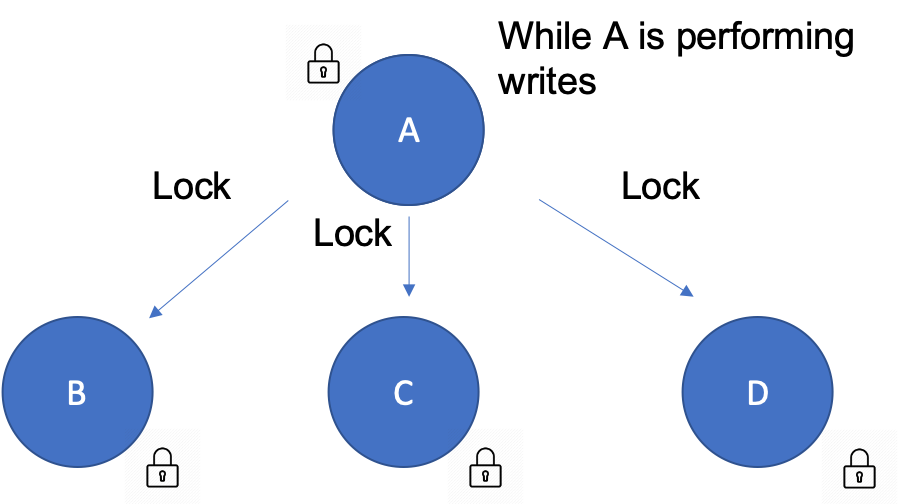 While A is performing
writes
A
Lock
Lock
Lock
B
C
D